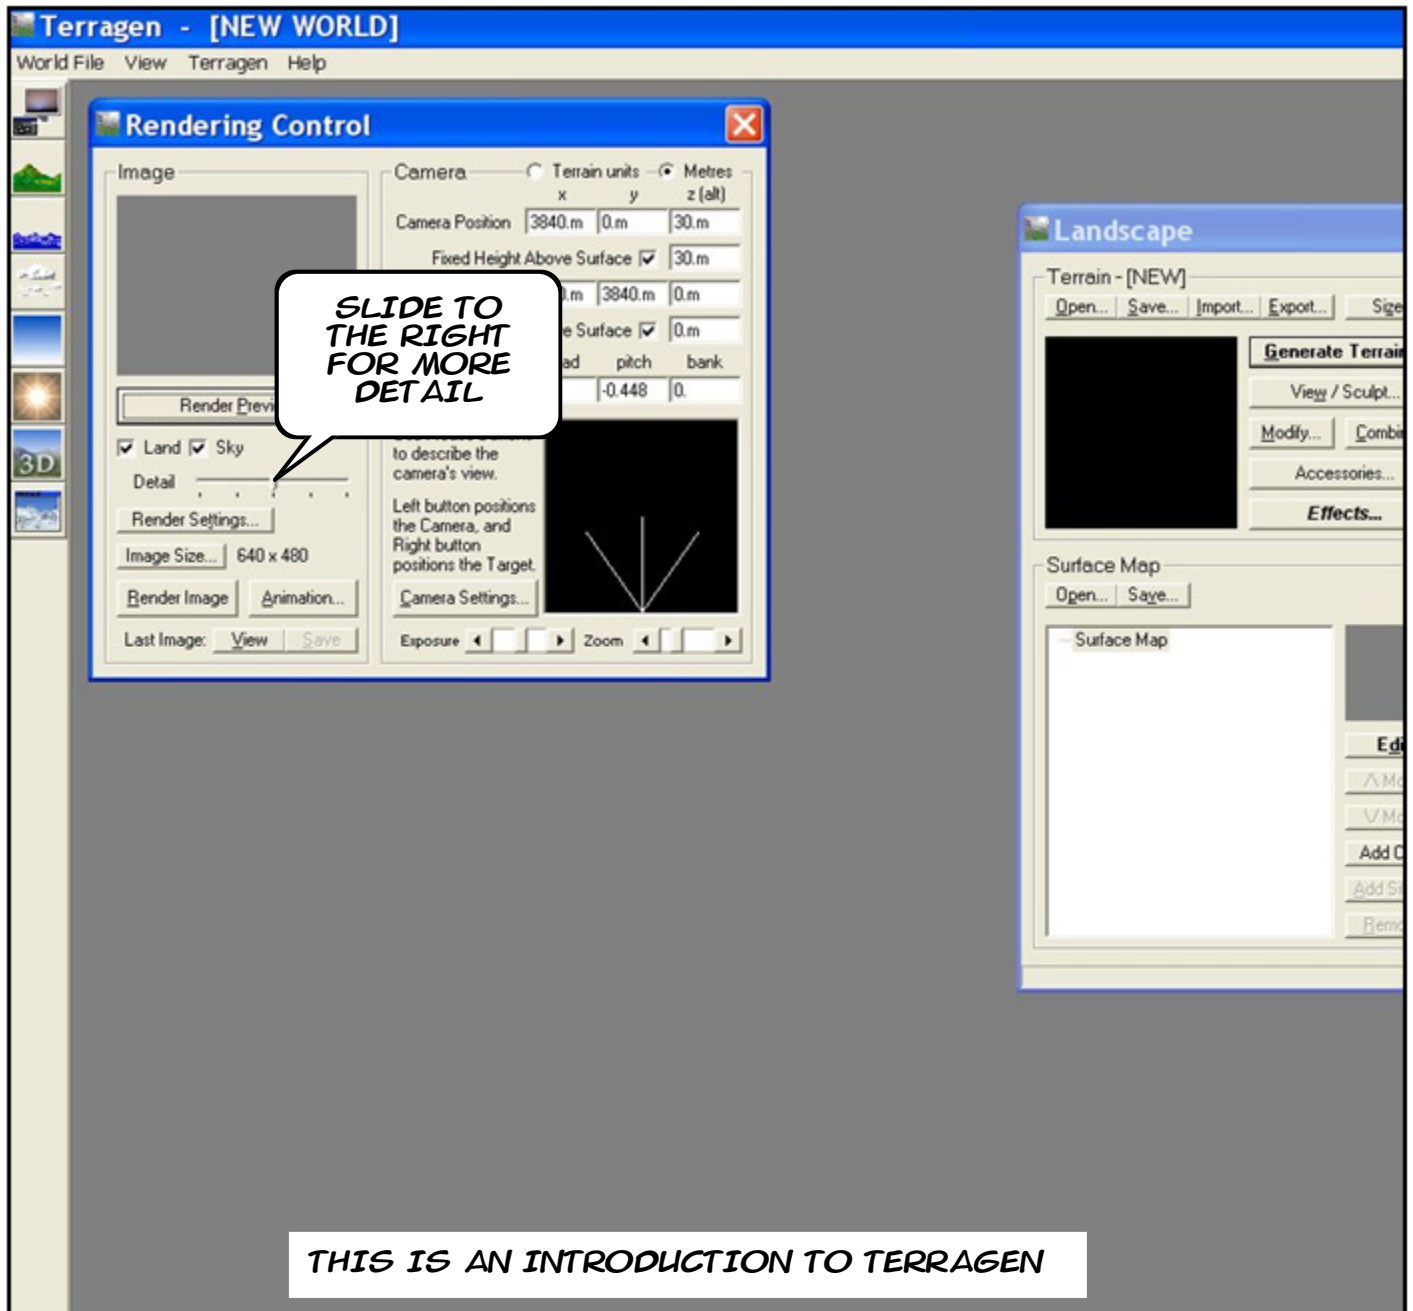 Terragen - [NEW WORLD]
World File View Terragen Help
Rendering Control
Image
Camera Terrain units Metres
x y z (alt)
Camera Position 3840.m 0.m 30.m
Fixed Height Above Surface 30.m
3840.m 0.m
Surface 0.m
pitch bank
-0.448 0.
SLIDE TO
THE RIGHT
FOR MORE
DETAIL
Render
Land Sky
Detail
Render Settings...
Image Size... 640 x 480
Render Image Animation...
Last Image: View Save
to describe the
camera's view.
Left button positions
the Camera, and
Right button
positions the Target.
Camera Settings...
Exposure Zoom
3D
Landscape
Terrain - [NEW]
Open... Save... Import... Export... Size
Generate Terrain
View / Sculpt...
Modify...
Accessories...
Effects...
Surface Map
Open... Save...
Surface Map
Add
THIS IS AN INTRODUCTION TO TERRAGEN